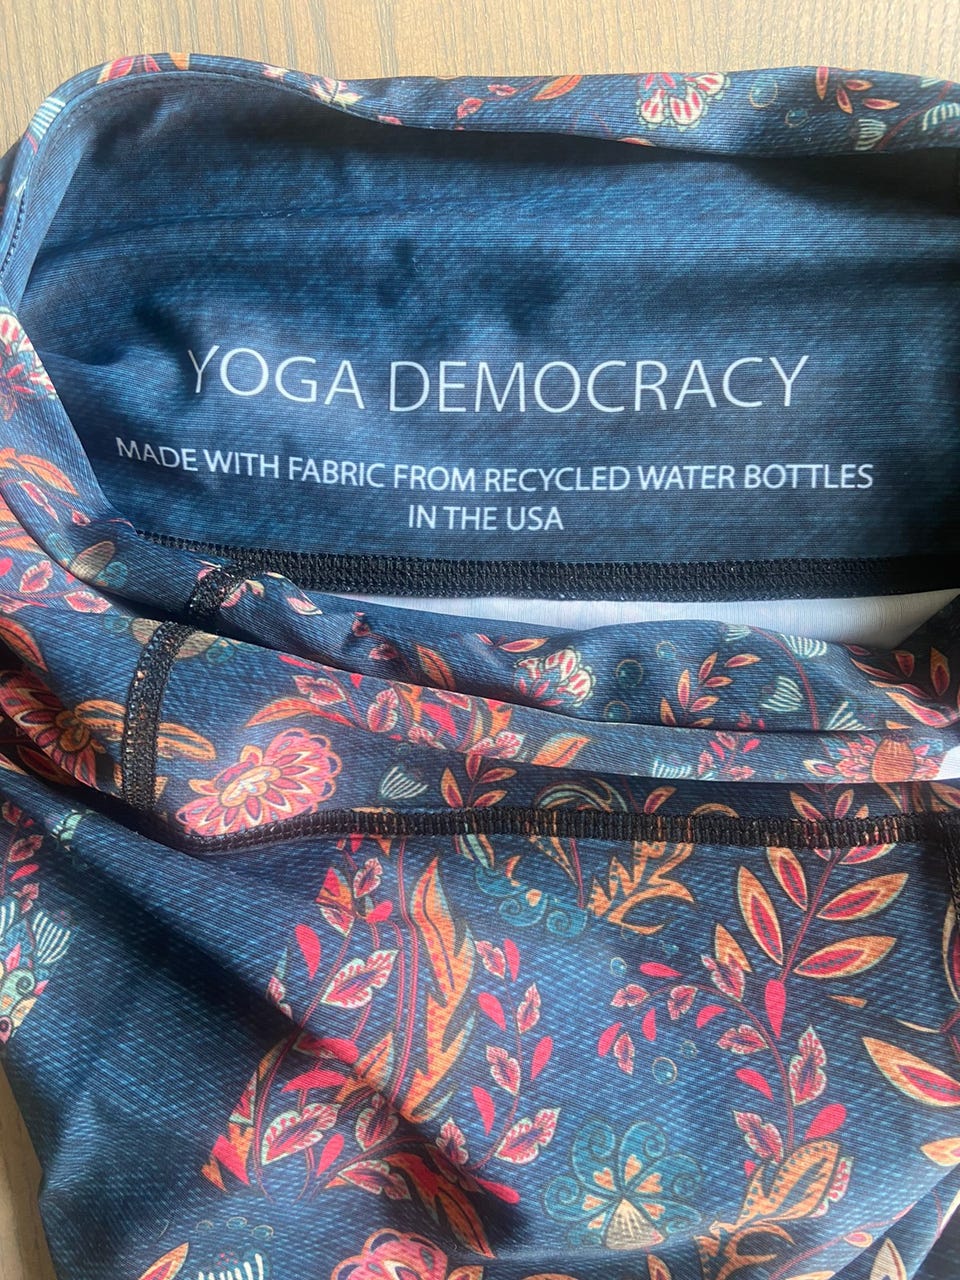 YOGA DEMOCRACY
MADE WITH FABRIC FROM RECYCLED WATER BOTTLES
IN THE USA